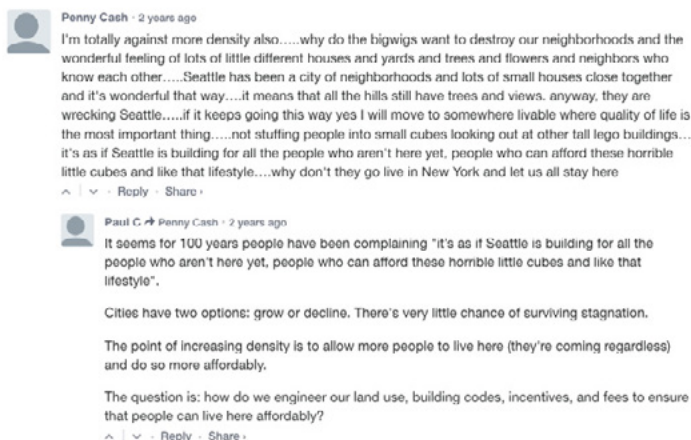 Penny Cash · 2 years ago
I'm totally against more density also.....why do the bigwigs want to destroy our neighborhoods and the
wonderful feeling of lots of little different houses and yards and trees and flowers and neighbors who
know each other.....Seattle has been a city of neighborhoods and lots of small houses close together
and it's wonderful that way....it means that all the hills still have trees and views. anyway, they are
wrecking Seattle.....if it keeps going this way yes I will move to somewhere livable where quality of life is
the most important thing.....not stuffing people into small cubes looking out at other tall lego buildings...
it's as if Seattle is building for all the people who aren't here yet, people who can afford these horrible
little cubes and like that lifestyle....why don't they go live in New York and let us all stay here
Reply · Share ›
Paul C → Penny Cash · 2 years ago
It seems for 100 years people have been complaining "it's as if Seattle is building for all the
people who aren't here yet, people who can afford these horrible little cubes and like that
lifestyle".
Cities have two options: grow or decline. There's very little chance of surviving stagnation.
The point of increasing density is to allow more people to live here (they're coming regardless)
and do so more affordably.
The question is: how do we engineer our land use, building codes, incentives, and fees to ensure
that people can live here affordably?
Reply · Share ›